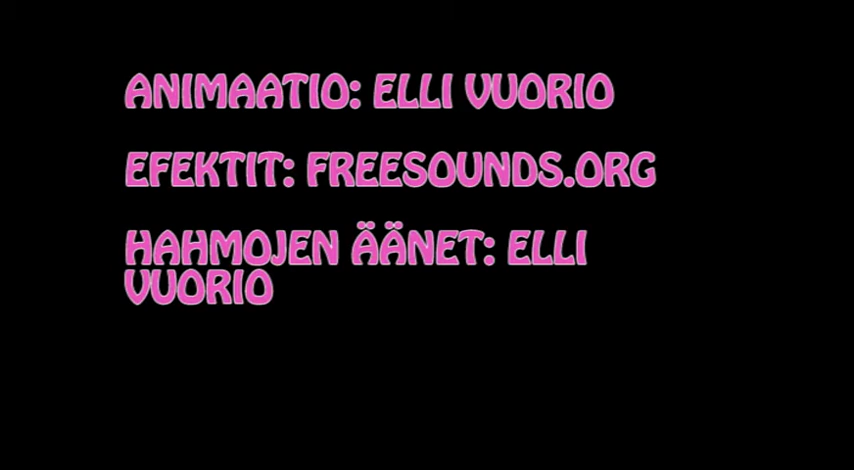 ANIMAATIO: ELLI VUORIO
EFEKTIT: FREESOUNDS.ORG
HAHMOJEN ÄÄNET: ELLI
VUORIO